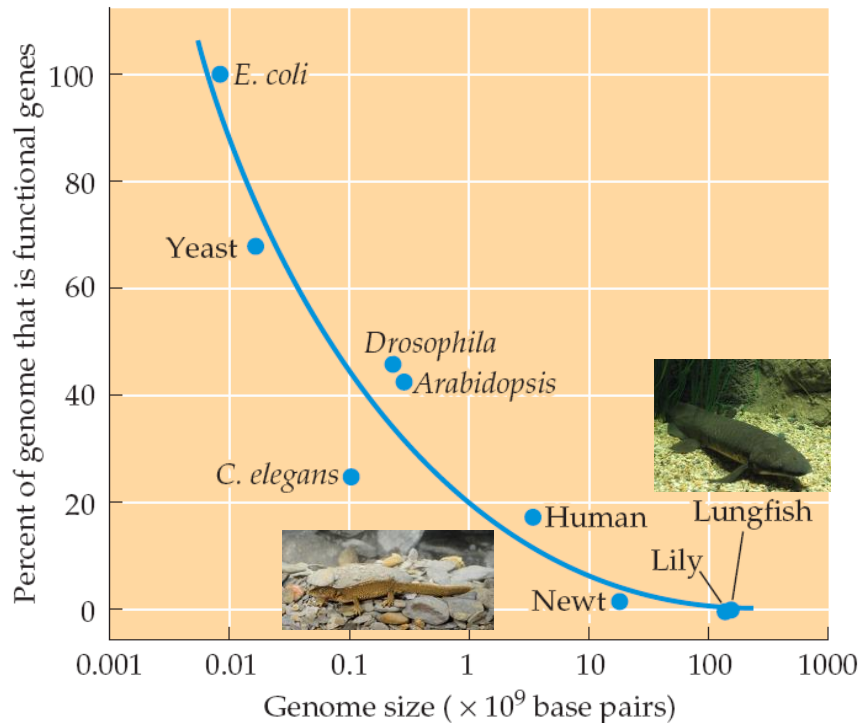 Percent of genome that is functional genes
100
80
60
40
20
0
E. coli
Yeast
Drosophila
Arabidopsis
C. elegans
Human
Lungfish
Lily
Newt
0.001 0.01 0.1 1 10 100 1000
Genome size ( × 10⁹ base pairs)